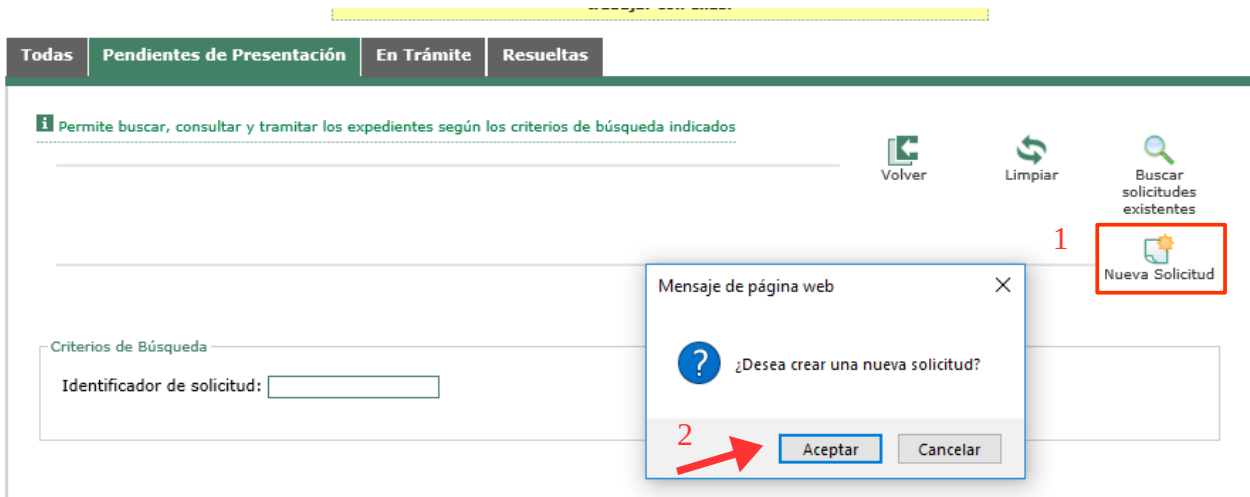 Todas Pendientes de Presentación En Trámite Resueltas
i Permite buscar, consultar y tramitar los expedientes según los criterios de búsqueda indicados
Volver
Limpiar
Buscar
solicitudes
existentes
1
Nueva Solicitud
Mensaje de página web
¿Desea crear una nueva solicitud?
2
Aceptar Cancelar
Criterios de Búsqueda
Identificador de solicitud: